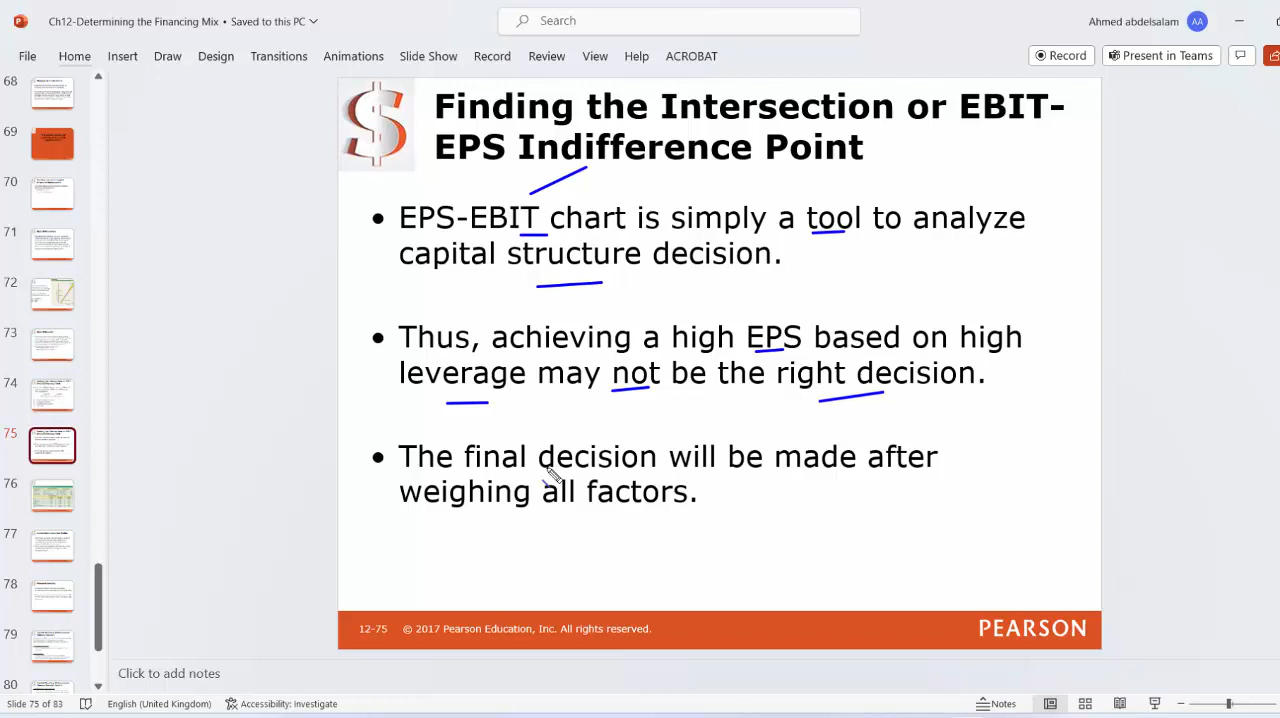 Ch12-Determining the Financing Mix • Saved to this PC
Search
Ahmed abdelsalam
AA
File Home Insert Draw Design Transitions Animations Slide Show Record Review View Help ACROBAT
Record
Present in Teams
68
69
70
71
72
73
74
75
76
77
78
79
80
Finding the Intersection or EBIT-
EPS Indifference Point
• EPS-EBIT chart is simply a tool to analyze
capital structure decision.
• Thus, achieving a high EPS based on high
leverage may not be the right decision.
• The final decision will be made after
weighing all factors.
12-75 © 2017 Pearson Education, Inc. All rights reserved.
PEARSON
Click to add notes
Slide 75 of 83
English (United Kingdom)
Accessibility: Investigate
Notes